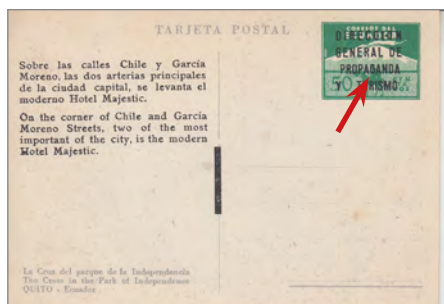 TARJETA POSTAL
CORREOS DEL
DIRECCION
GENERAL DE
PROPAGANDA
Y TURISMO
50
Sobre las calles Chile y García
Moreno, las dos arterias principales
de la ciudad capital, se levanta el
moderno Hotel Majestic.
On the corner of Chile and Garcia
Moreno Streets, two of the most
important of the city, is the modern
Hotel Majestic.
La Cruz del parque de la Independencia
The Cross in the Park of Independence
QUITO - Ecuador